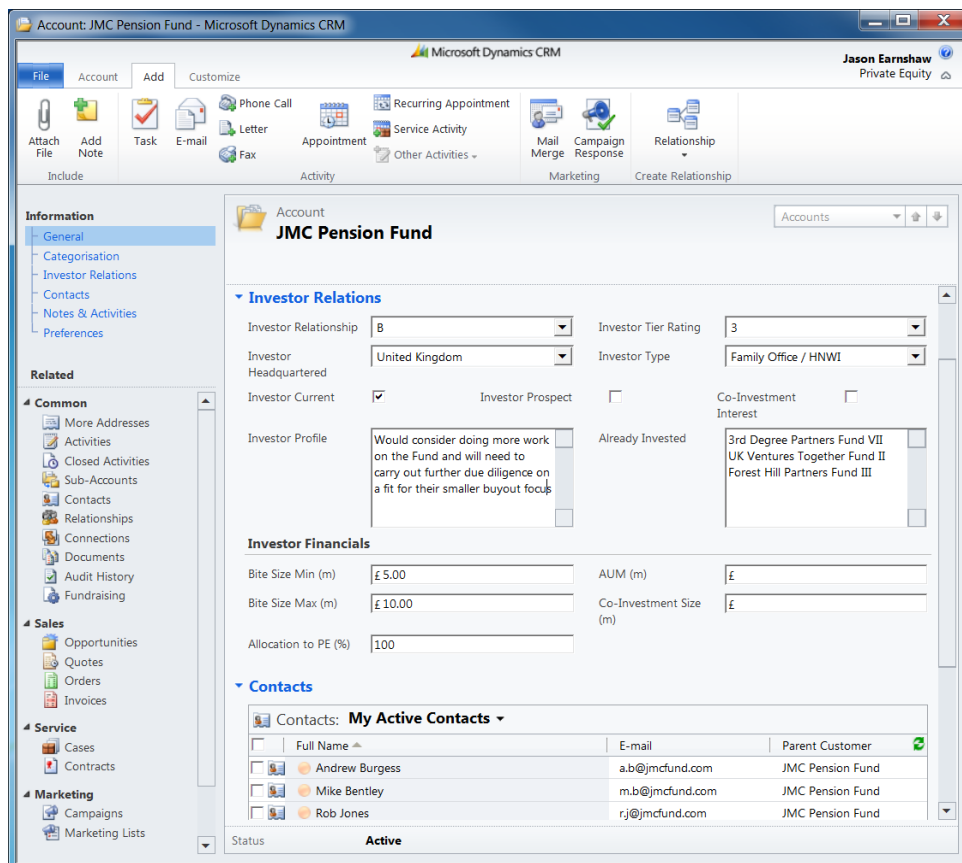 Account: JMC Pension Fund - Microsoft Dynamics CRM
Microsoft Dynamics CRM
Jason Earnshaw
Private Equity
File Account Add Customize
Attach File
Add Note
Include
Task
E-mail
Phone Call
Letter
Fax
Appointment
Recurring Appointment
Service Activity
Other Activities
Activity
Mail Merge
Campaign Response
Marketing
Relationship
Create Relationship
Information
General
Categorisation
Investor Relations
Contacts
Notes & Activities
Preferences
Related
Common
More Addresses
Activities
Closed Activities
Sub-Accounts
Contacts
Relationships
Connections
Documents
Audit History
Fundraising
Sales
Opportunities
Quotes
Orders
Invoices
Service
Cases
Contracts
Marketing
Campaigns
Marketing Lists
Account
JMC Pension Fund
Accounts
Investor Relations
Investor Relationship B Investor Tier Rating 3
Investor Headquartered United Kingdom Investor Type Family Office / HNWI
Investor Current Investor Prospect Co-Investment Interest
Investor Profile
Would consider doing more work
on the Fund and will need to
carry out further due diligence on
a fit for their smaller buyout focus
Already Invested
3rd Degree Partners Fund VII
UK Ventures Together Fund II
Forest Hill Partners Fund III
Investor Financials
Bite Size Min (m) £ 5.00 AUM (m) £
Bite Size Max (m) £ 10.00 Co-Investment Size (m) £
Allocation to PE (%) 100
Contacts
Contacts: My Active Contacts
Full Name E-mail Parent Customer
Andrew Burgess a.b@jmcfund.com JMC Pension Fund
Mike Bentley m.b@jmcfund.com JMC Pension Fund
Rob Jones r.j@jmcfund.com JMC Pension Fund
Status Active